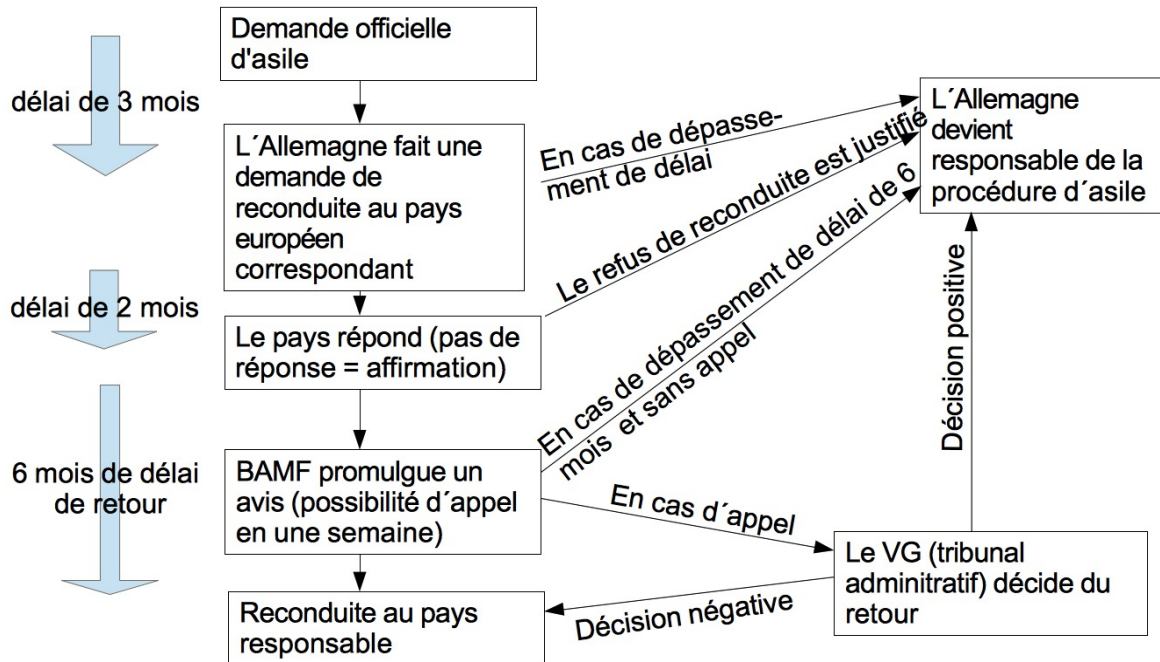 Demande officielle
d'asile
délai de 3 mois
L´Allemagne fait une
demande de
reconduite au pays
européen
correspondant
En cas de dépasse-
ment de délai
Le refus de reconduite est justifié
L´Allemagne
devient
responsable de la
procédure d´asile
délai de 2 mois
Le pays répond (pas de
réponse = affirmation)
En cas de dépassement de délai de 6
mois et sans appel
Décision positive
6 mois de délai
de retour
BAMF promulgue un
avis (possibilité d´appel
en une semaine)
En cas d´appel
Le VG (tribunal
adminitratif) décide du
retour
Décision négative
Reconduite au pays
responsable